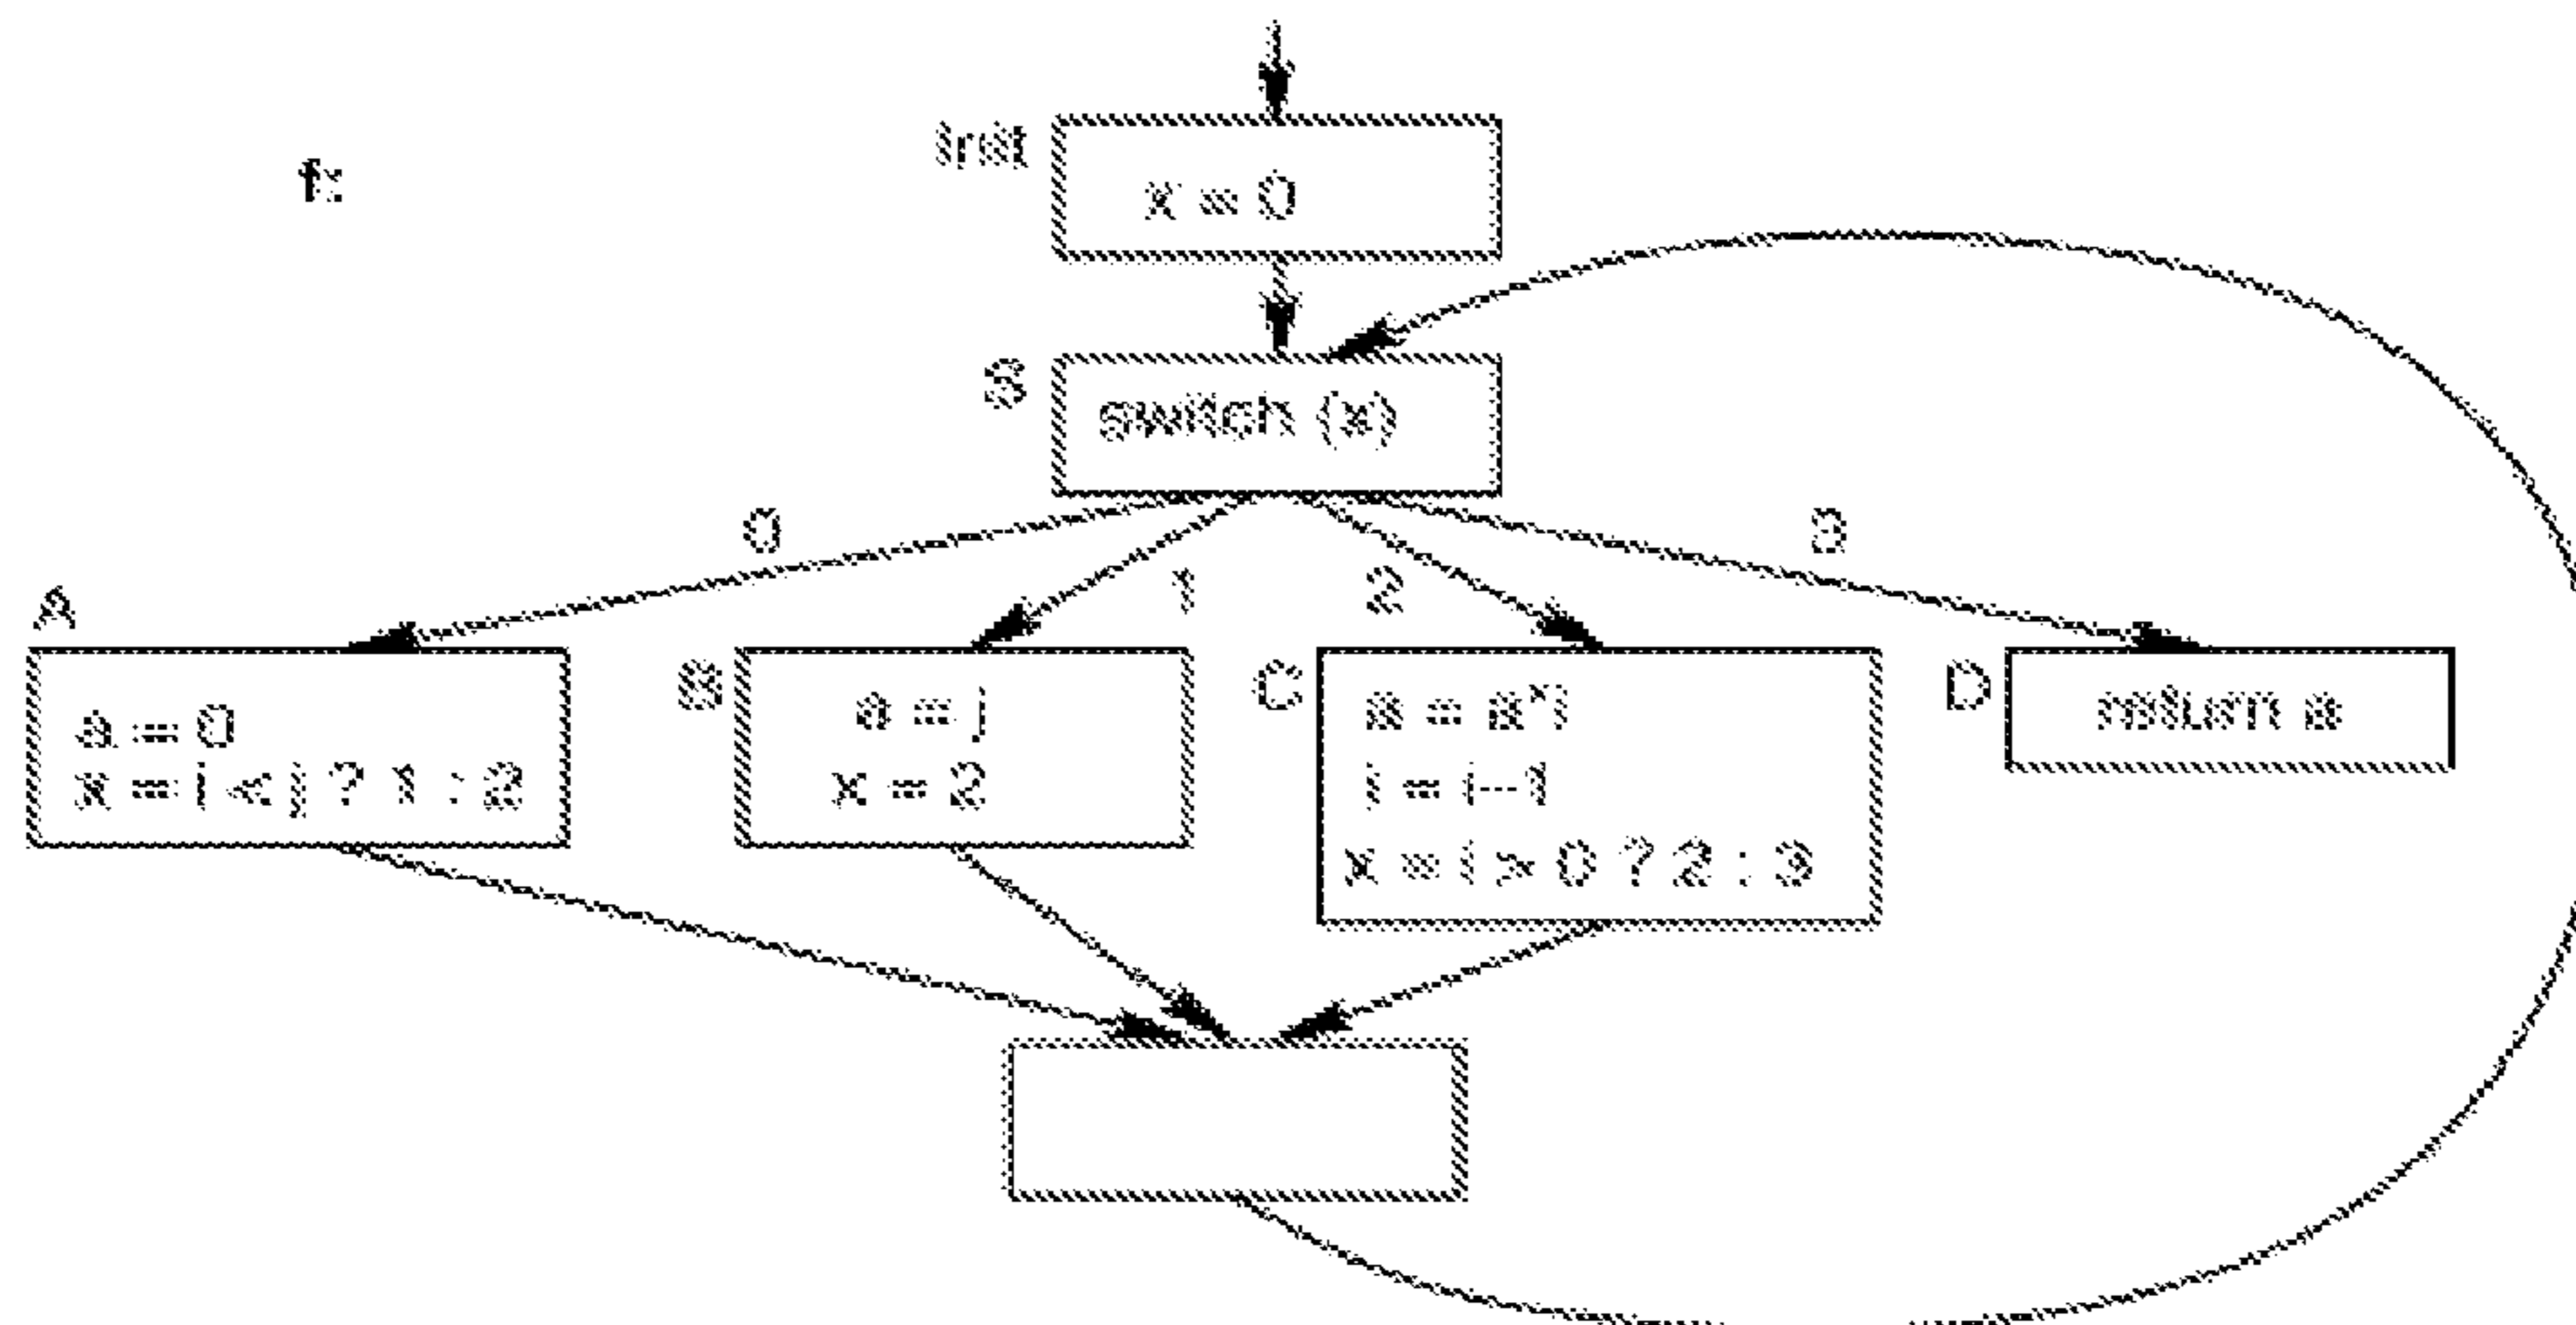 f:
Init
x = 0
S
switch (x)
0
1
2
3
A
a = 0
x = i < j ? 1 : 2
B
a = j
x = 2
C
a = a*i
i = i-1
x = i > 0 ? 2 : 3
D
return a